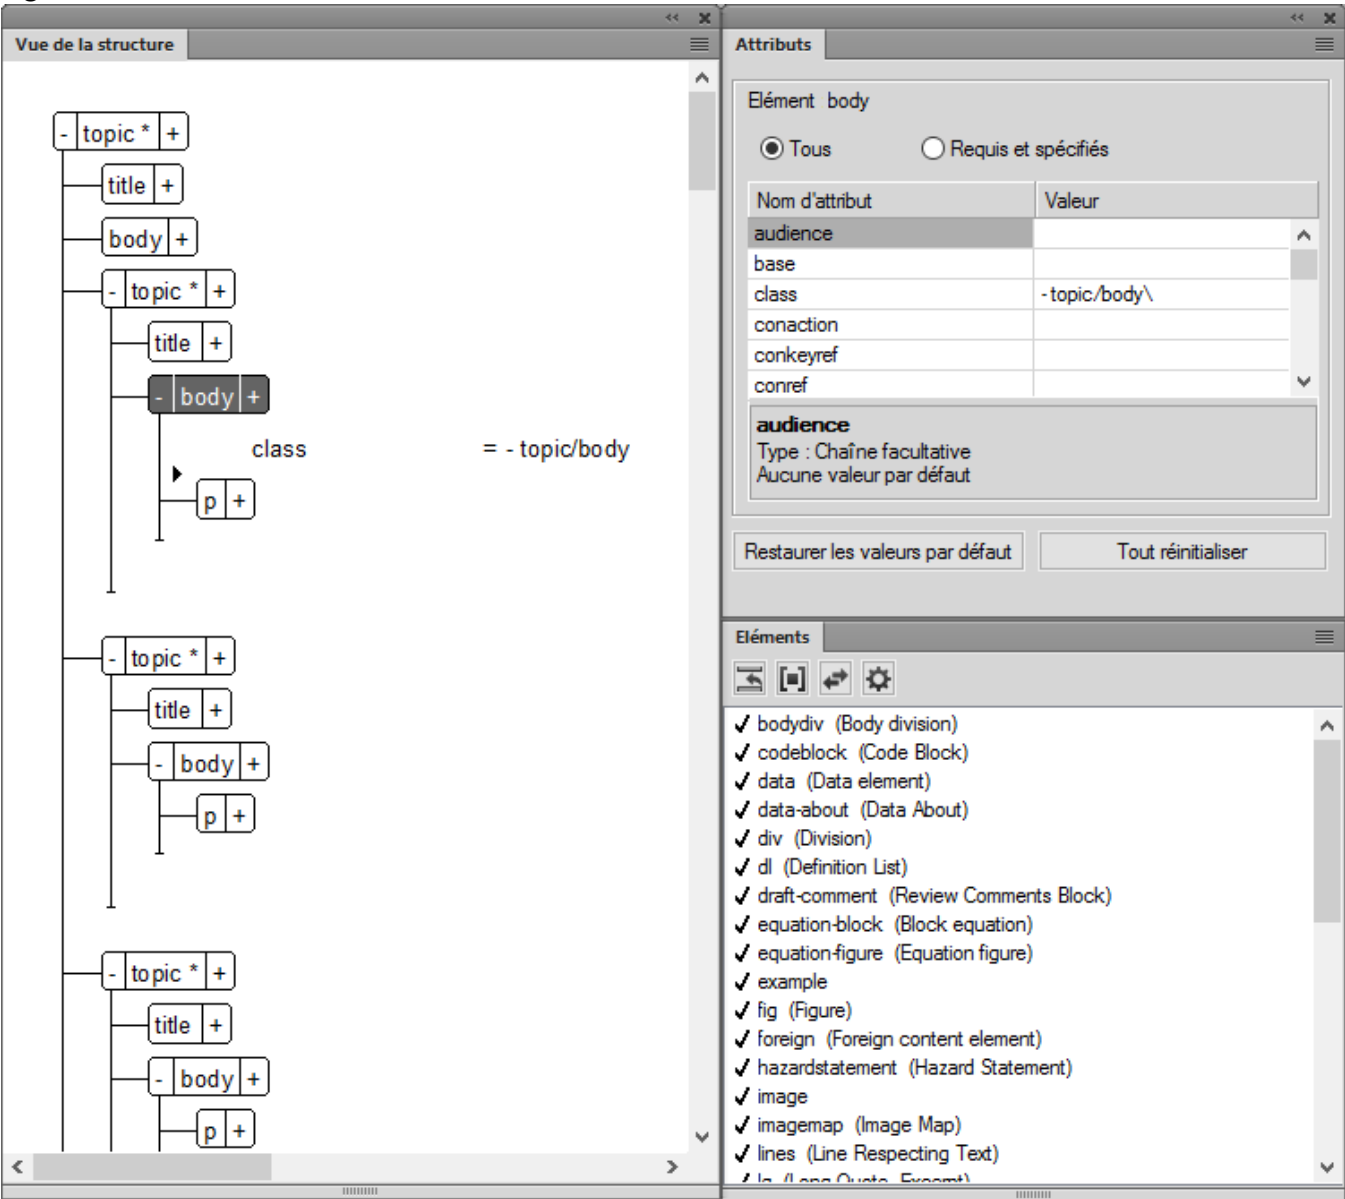 Vue de la structure
- topic * +
title +
body +
- topic * +
title +
- body +
class = - topic/body
p +
- topic * +
title +
- body +
p +
- topic * +
title +
- body +
p +
Attributs
Elément body
Tous Requis et spécifiés
Nom d'attribut Valeur
audience
base
class - topic/body\
conaction
conkeyref
conref
audience
Type : Chaîne facultative
Aucune valeur par défaut
Restaurer les valeurs par défaut Tout réinitialiser
Eléments
bodydiv (Body division)
codeblock (Code Block)
data (Data element)
data-about (Data About)
div (Division)
dl (Definition List)
draft-comment (Review Comments Block)
equation-block (Block equation)
equation-figure (Equation figure)
example
fig (Figure)
foreign (Foreign content element)
hazardstatement (Hazard Statement)
image
imagemap (Image Map)
lines (Line Respecting Text)